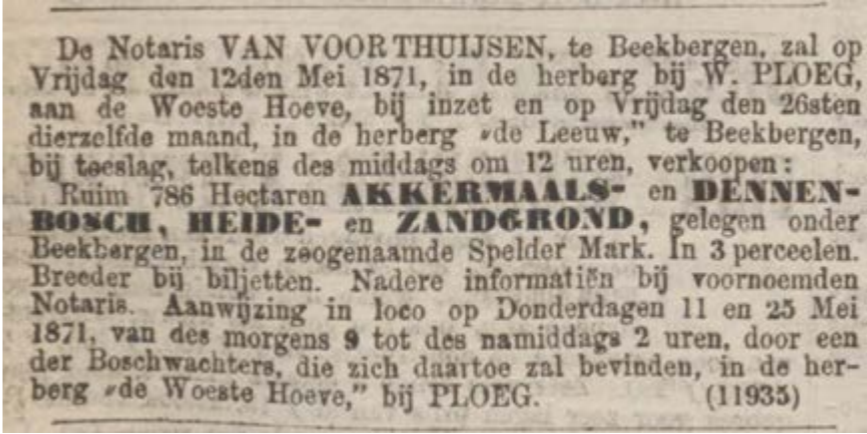 De Notaris VAN VOORTHUIJSEN, te Beekbergen, zal op
Vrijdag den 12den Mei 1871, in de herberg bij W. PLOEG,
aan de Woeste Hoeve, bij inzet en op Vrijdag den 26sten
dierzelfde maand, in de herberg „de Leeuw," te Beekbergen,
bij toeslag, telkens des middags om 12 uren, verkoopen:
Ruim 786 Hectaren AKKERMAALS- en DENNEN-
BOSCH, HEIDE- en ZANDGROND, gelegen onder
Beekbergen, in de zoogenaamde Spelder Mark. In 3 perceelen.
Breeder bij biljetten. Nadere informatiën bij voornoemden
Notaris. Aanwijzing in loco op Donderdagen 11 en 25 Mei
1871, van des morgens 9 tot des namiddags 2 uren, door een
der Boschwachters, die zich daartoe zal bevinden, in de her-
berg „de Woeste Hoeve," bij PLOEG. (11935)